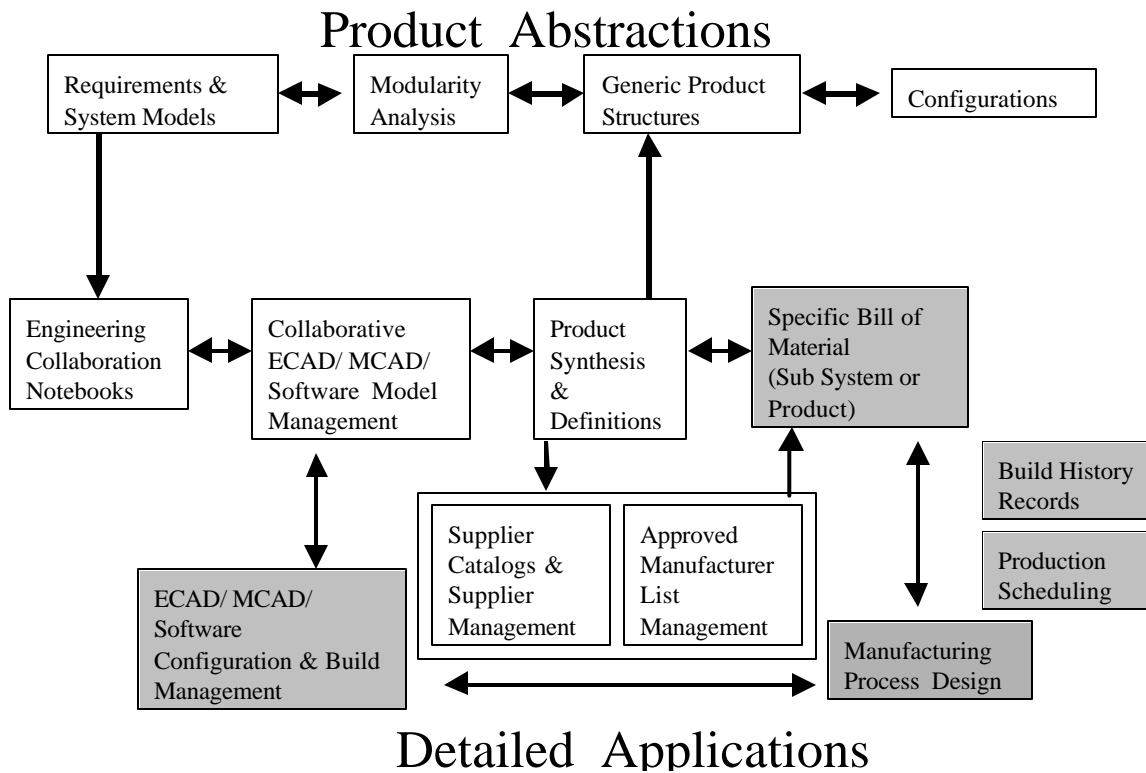 Product Abstractions
Requirements &
System Models
Modularity
Analysis
Generic Product
Structures
Configurations
Engineering
Collaboration
Notebooks
Collaborative
ECAD/ MCAD/
Software Model
Management
Product
Synthesis
&
Definitions
Specific Bill of
Material
(Sub System or
Product)
Build History
Records
Production
Scheduling
Supplier
Catalogs &
Supplier
Management
Approved
Manufacturer
List
Management
ECAD/ MCAD/
Software
Configuration & Build
Management
Manufacturing
Process Design
Detailed Applications